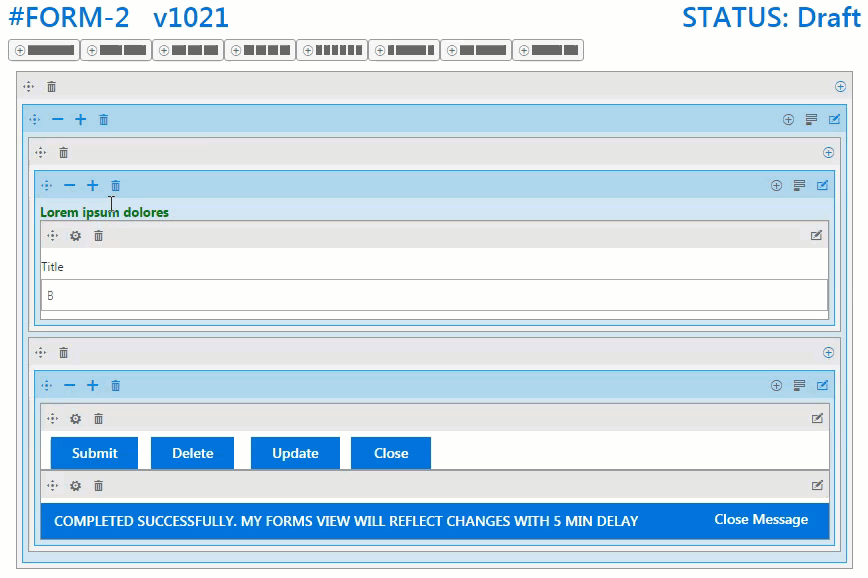 #FORM-2 v1021 STATUS: Draft
Lorem ipsum dolores
Title
B
Submit Delete Update Close
COMPLETED SUCCESSFULLY. MY FORMS VIEW WILL REFLECT CHANGES WITH 5 MIN DELAY Close Message